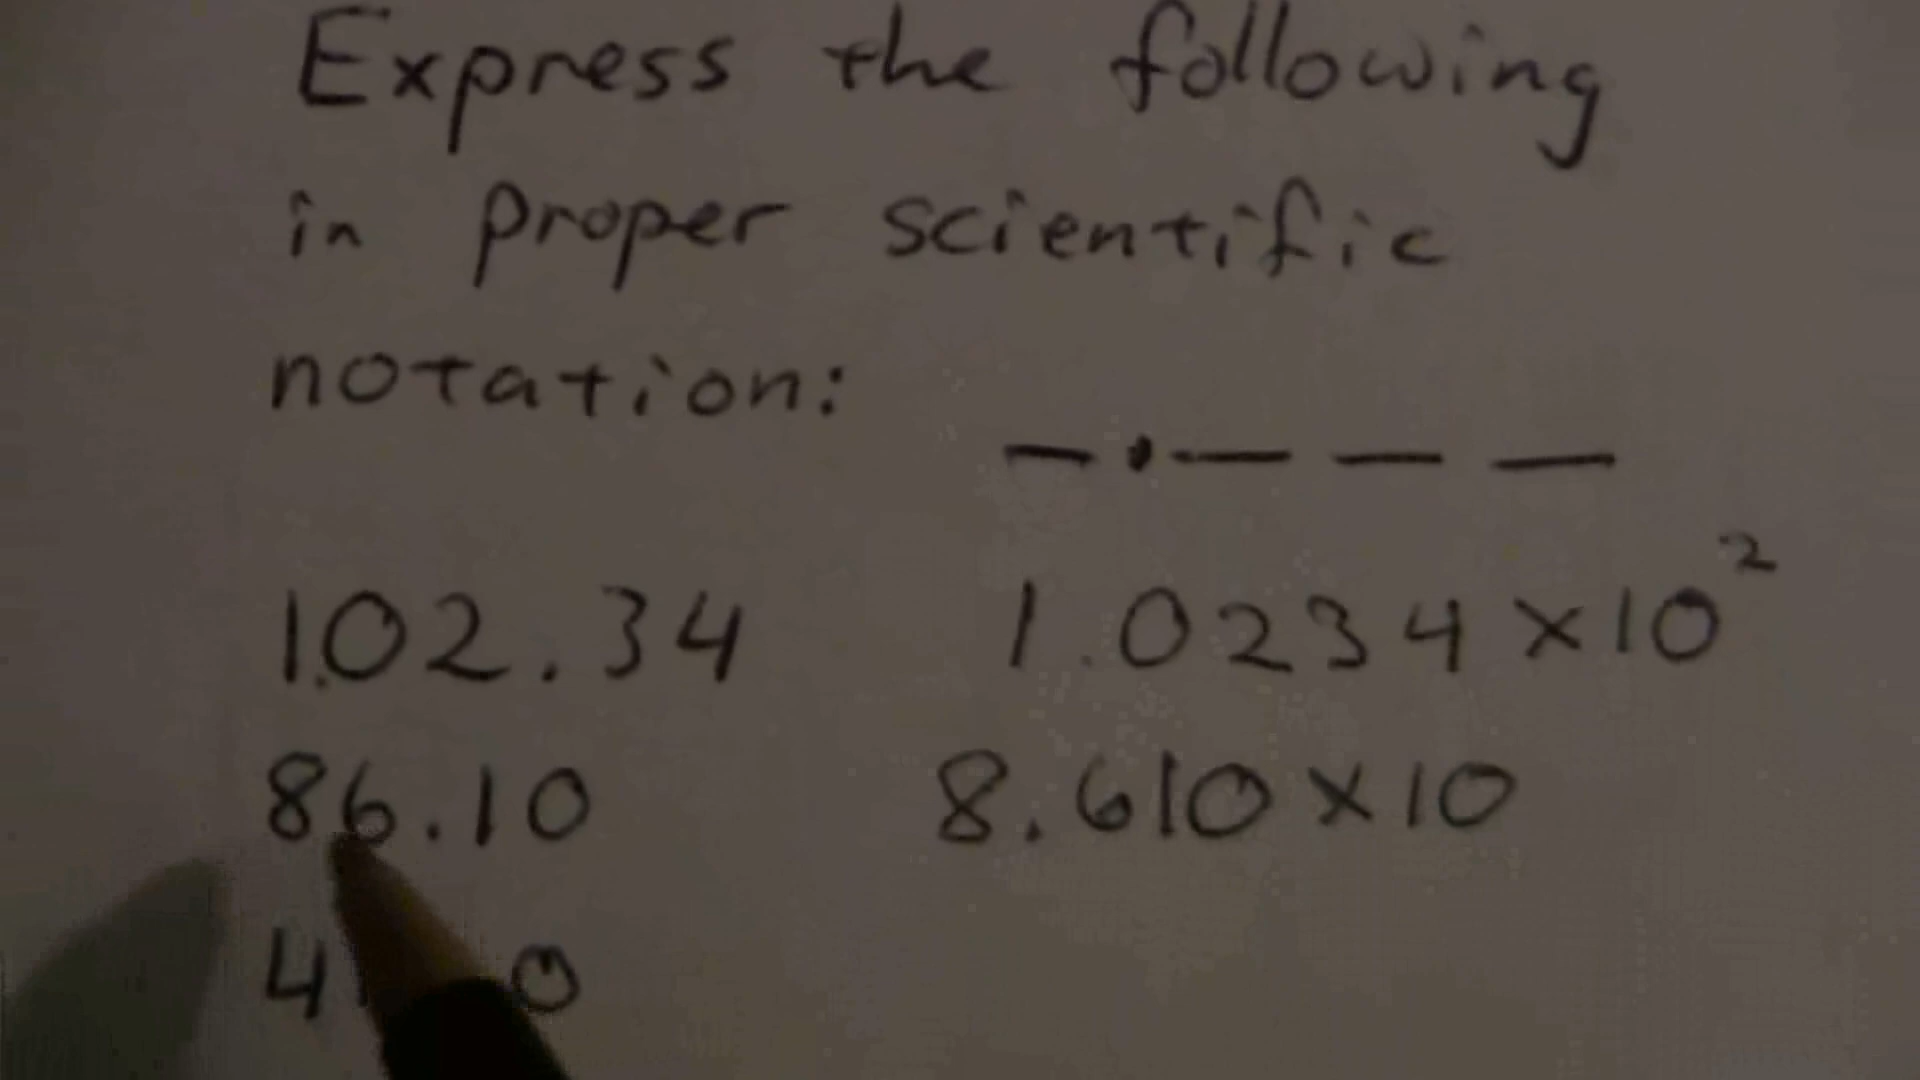 Express the following
in proper scientific
notation:
_._ _ _
102.34 1.0234 x 10²
86.10 8.610 x 10